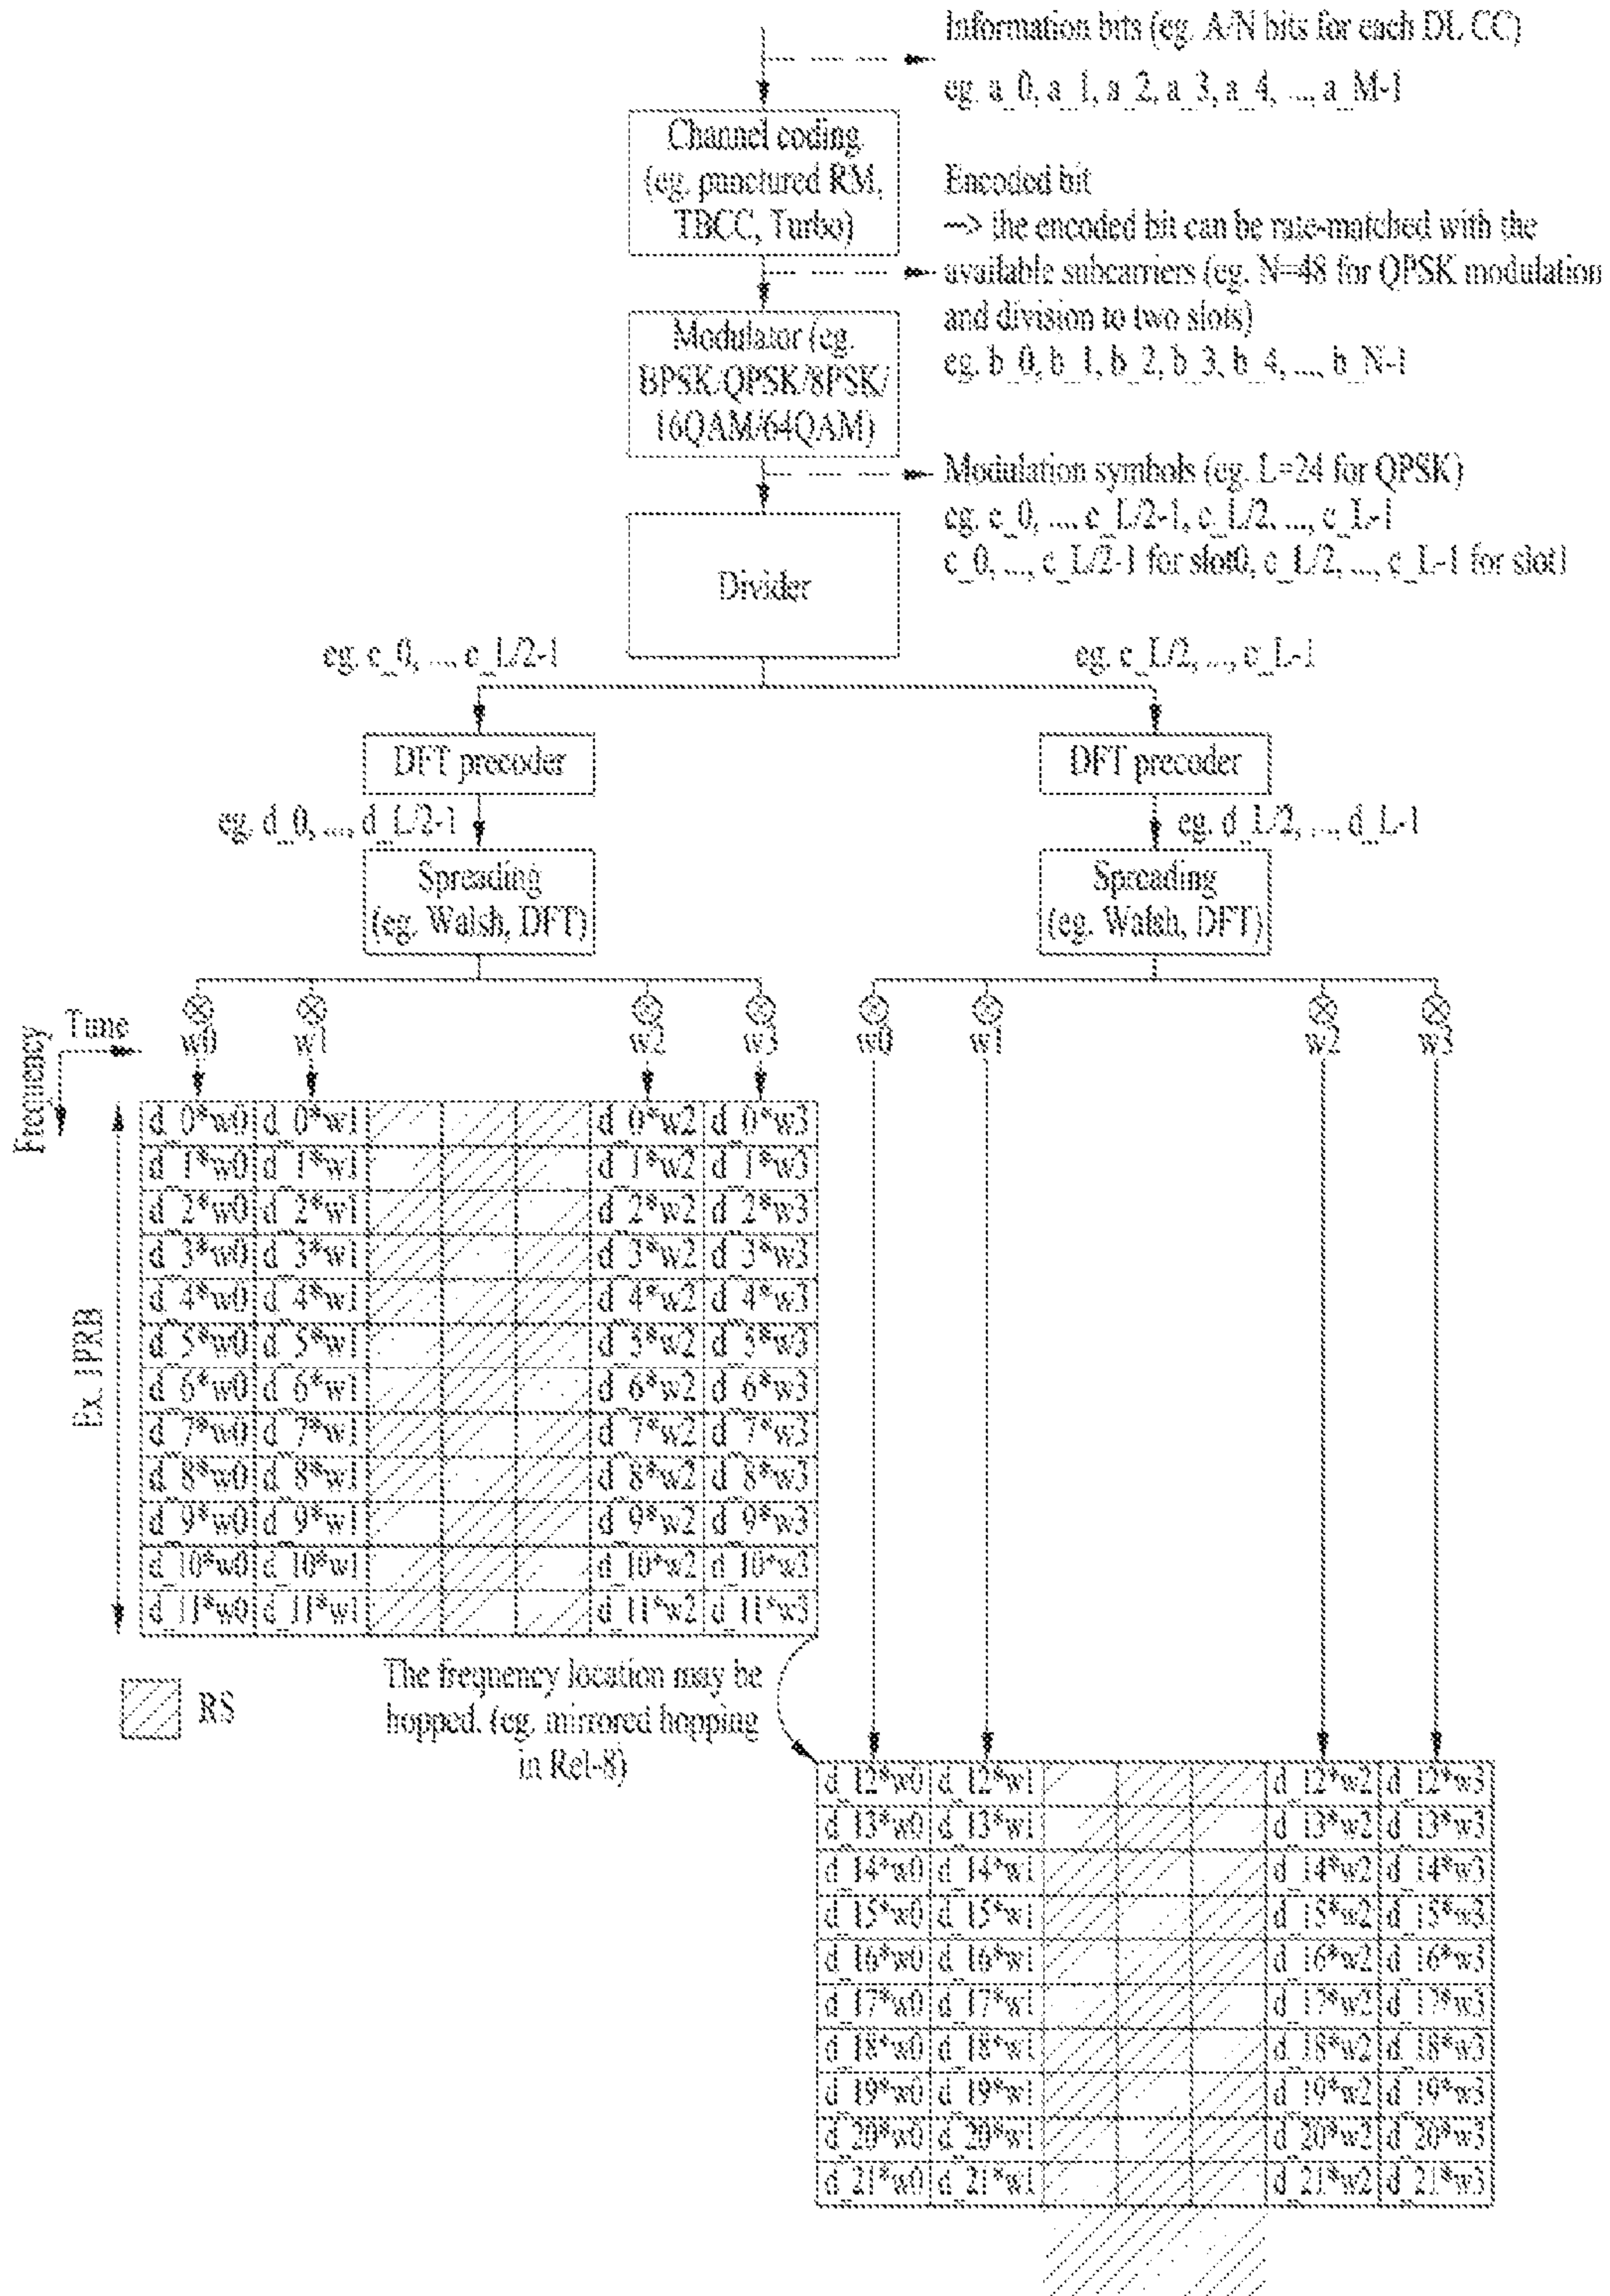 Information bits (eg. A/N bits for each DL CC)
eg. a_0, a_1, a_2, a_3, a_4, ..., a_M-1
Channel coding
(eg. punctured RM,
TBCC, Turbo)
Encoded bit
--> the encoded bit can be rate-matched with the
available subcarriers (eg. N=48 for QPSK modulation
and division to two slots)
eg. b_0, b_1, b_2, b_3, b_4, ..., b_N-1
Modulator (eg.
BPSK/QPSK/8PSK/
16QAM/64QAM)
Modulation symbols (eg. L=24 for QPSK)
eg. c_0, ..., c_L/2-1, c_L/2, ..., c_L-1
c_0, ..., c_L/2-1 for slot0, c_L/2, ..., c_L-1 for slot1
Divider
eg. c_0, ..., c_L/2-1
eg. c_L/2, ..., c_L-1
DFT precoder
DFT precoder
eg. d_0, ..., d_L/2-1
eg. d_L/2, ..., d_L-1
Spreading
(eg. Walsh, DFT)
Spreading
(eg. Walsh, DFT)
Time
Frequency
w0 w1 w2 w3 w0 w1 w2 w3
d_0*w0 d_0*w1 d_0*w2 d_0*w3
d_1*w0 d_1*w1 d_1*w2 d_1*w3
d_2*w0 d_2*w1 d_2*w2 d_2*w3
d_3*w0 d_3*w1 d_3*w2 d_3*w3
d_4*w0 d_4*w1 d_4*w2 d_4*w3
d_5*w0 d_5*w1 d_5*w2 d_5*w3
d_6*w0 d_6*w1 d_6*w2 d_6*w3
d_7*w0 d_7*w1 d_7*w2 d_7*w3
d_8*w0 d_8*w1 d_8*w2 d_8*w3
d_9*w0 d_9*w1 d_9*w2 d_9*w3
d_10*w0 d_10*w1 d_10*w2 d_10*w3
d_11*w0 d_11*w1 d_11*w2 d_11*w3
Ex. 1PRB
RS
The frequency location may be
hopped. (eg. mirrored hopping
in Rel-8)
d_12*w0 d_12*w1 d_12*w2 d_12*w3
d_13*w0 d_13*w1 d_13*w2 d_13*w3
d_14*w0 d_14*w1 d_14*w2 d_14*w3
d_15*w0 d_15*w1 d_15*w2 d_15*w3
d_16*w0 d_16*w1 d_16*w2 d_16*w3
d_17*w0 d_17*w1 d_17*w2 d_17*w3
d_18*w0 d_18*w1 d_18*w2 d_18*w3
d_19*w0 d_19*w1 d_19*w2 d_19*w3
d_20*w0 d_20*w1 d_20*w2 d_20*w3
d_21*w0 d_21*w1 d_21*w2 d_21*w3